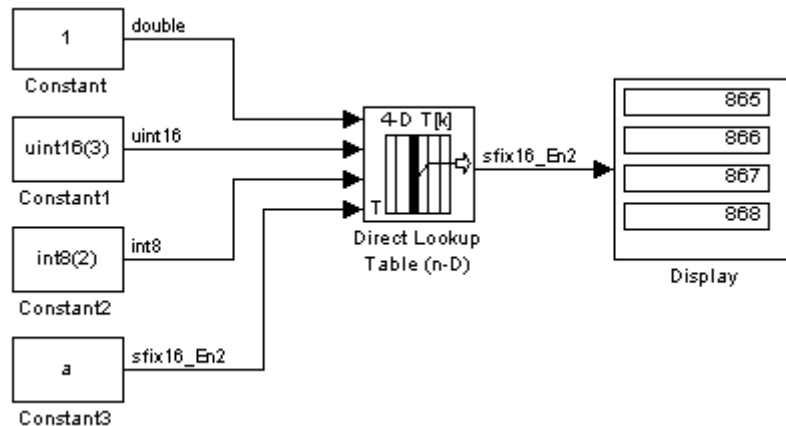 1
double
Constant
uint16(3)
uint16
Constant1
int8(2)
int8
Constant2
a
sfix16_En2
Constant3
4-D T[k]
T
Direct Lookup
Table (n-D)
sfix16_En2
865
866
867
868
Display